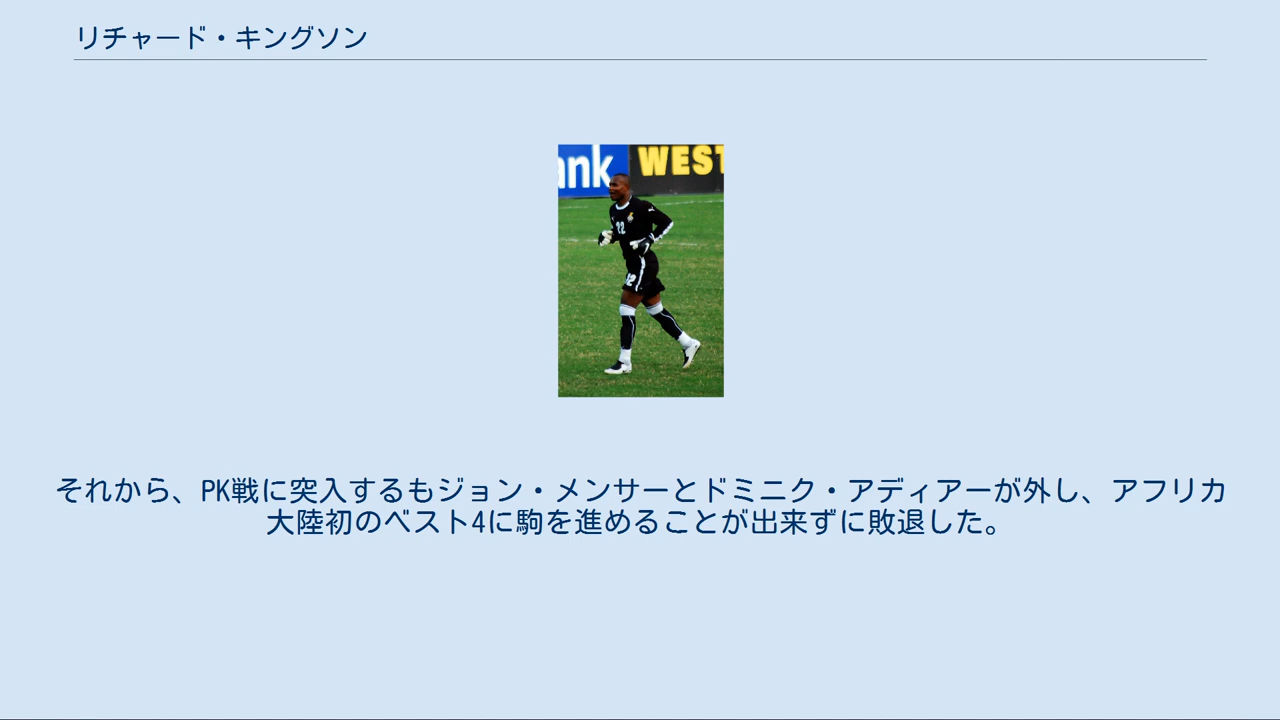 リチャード・キングソン
ank
WEST
22
それから、PK戦に突入するもジョン・メンサーとドミニク・アディアーが外し、アフリカ
大陸初のベスト4に駒を進めることが出来ずに敗退した。